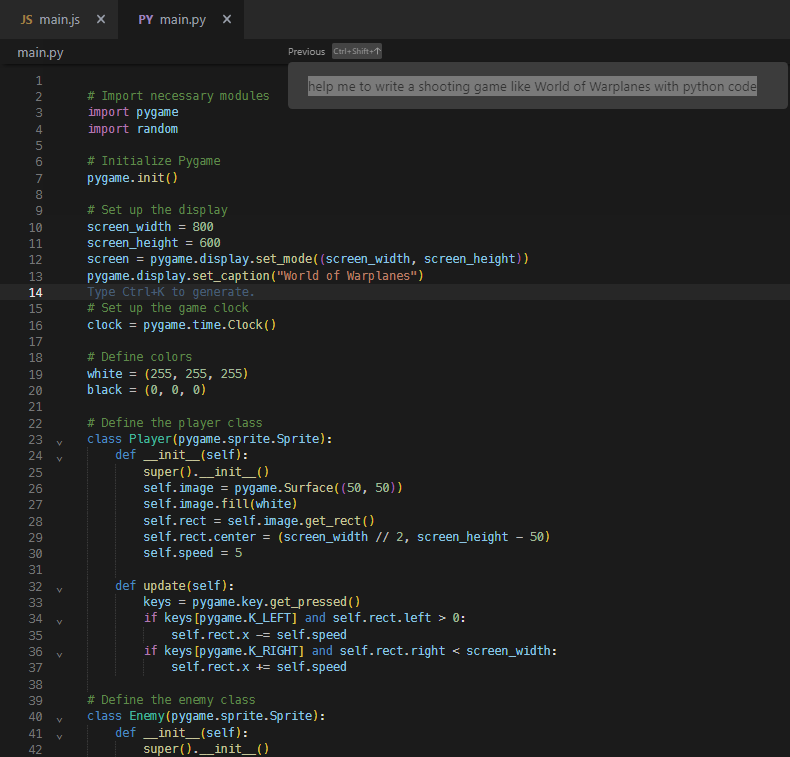 JS main.js ×
PY main.py ×
main.py
Previous Ctrl+Shift+↑
help me to write a shooting game like World of Warplanes with python code
1
2 # Import necessary modules
3 import pygame
4 import random
5
6 # Initialize Pygame
7 pygame.init()
8
9 # Set up the display
10 screen_width = 800
11 screen_height = 600
12 screen = pygame.display.set_mode((screen_width, screen_height))
13 pygame.display.set_caption("World of Warplanes")
14 Type Ctrl+K to generate.
15 # Set up the game clock
16 clock = pygame.time.Clock()
17
18 # Define colors
19 white = (255, 255, 255)
20 black = (0, 0, 0)
21
22 # Define the player class
23 class Player(pygame.sprite.Sprite):
24 def __init__(self):
25 super().__init__()
26 self.image = pygame.Surface((50, 50))
27 self.image.fill(white)
28 self.rect = self.image.get_rect()
29 self.rect.center = (screen_width // 2, screen_height - 50)
30 self.speed = 5
31
32 def update(self):
33 keys = pygame.key.get_pressed()
34 if keys[pygame.K_LEFT] and self.rect.left > 0:
35 self.rect.x -= self.speed
36 if keys[pygame.K_RIGHT] and self.rect.right < screen_width:
37 self.rect.x += self.speed
38
39 # Define the enemy class
40 class Enemy(pygame.sprite.Sprite):
41 def __init__(self):
42 super().__init__()